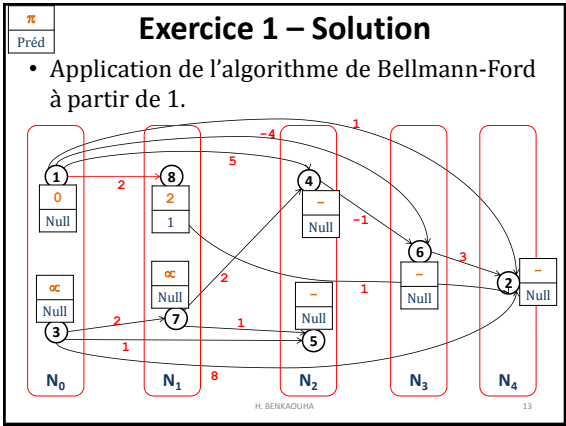 π
Préd
Exercice 1 – Solution
• Application de l’algorithme de Bellmann-Ford
à partir de 1.
1
-4
5
1
2
8
0
Null
2
1
4
-
Null
-1
6
-
Null
3
2
-
Null
∝
Null
3
∝
Null
7
2
2
1
1
-
Null
5
1
8
N0
N1
N2
N3
N4
H. BENKAOUHA
13